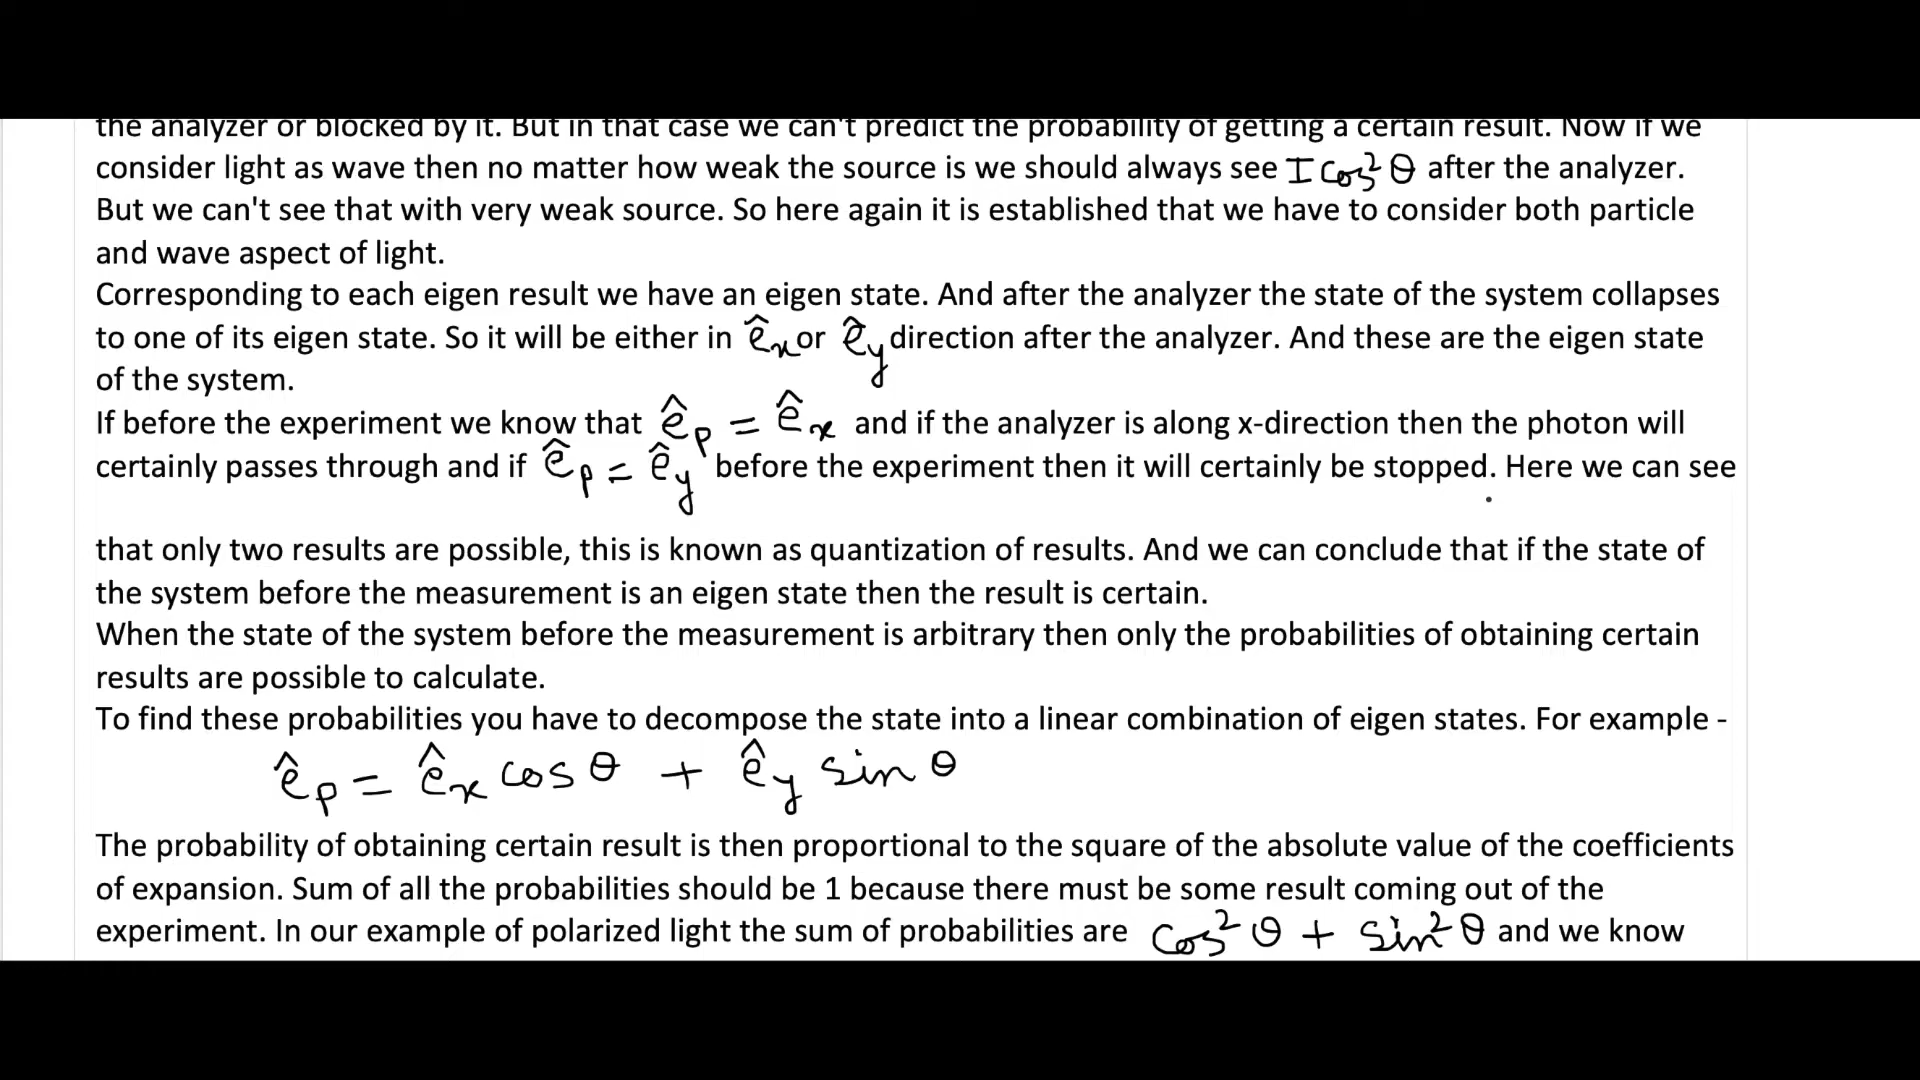 the analyzer or blocked by it. But in that case we can't predict the probability of getting a certain result. Now if we
consider light as wave then no matter how weak the source is we should always see I cos² θ after the analyzer.
But we can't see that with very weak source. So here again it is established that we have to consider both particle
and wave aspect of light.
Corresponding to each eigen result we have an eigen state. And after the analyzer the state of the system collapses
to one of its eigen state. So it will be either in êₓ or ê_y direction after the analyzer. And these are the eigen state
of the system.
If before the experiment we know that ê_p = êₓ and if the analyzer is along x-direction then the photon will
certainly passes through and if ê_p = ê_y before the experiment then it will certainly be stopped. Here we can see
that only two results are possible, this is known as quantization of results. And we can conclude that if the state of
the system before the measurement is an eigen state then the result is certain.
When the state of the system before the measurement is arbitrary then only the probabilities of obtaining certain
results are possible to calculate.
To find these probabilities you have to decompose the state into a linear combination of eigen states. For example -
ê_p = êₓ cos θ + ê_y sin θ
The probability of obtaining certain result is then proportional to the square of the absolute value of the coefficients
of expansion. Sum of all the probabilities should be 1 because there must be some result coming out of the
experiment. In our example of polarized light the sum of probabilities are cos² θ + sin² θ and we know